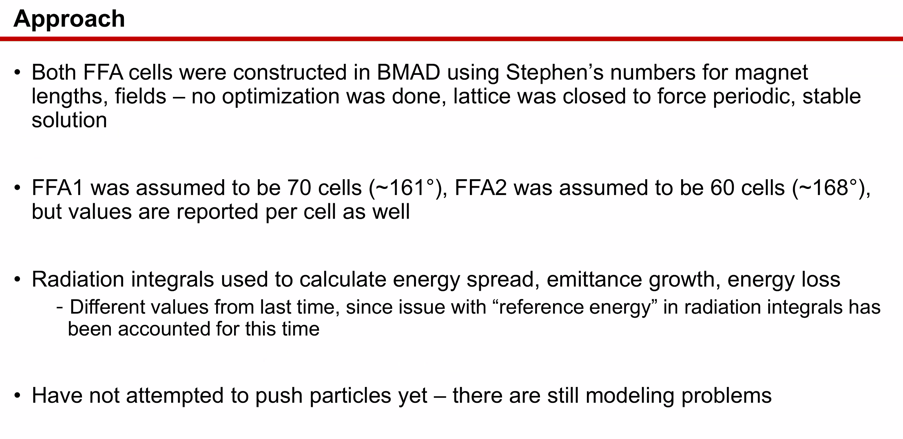 Approach
• Both FFA cells were constructed in BMAD using Stephen’s numbers for magnet
lengths, fields – no optimization was done, lattice was closed to force periodic, stable
solution
• FFA1 was assumed to be 70 cells (~161°), FFA2 was assumed to be 60 cells (~168°),
but values are reported per cell as well
• Radiation integrals used to calculate energy spread, emittance growth, energy loss
- Different values from last time, since issue with “reference energy” in radiation integrals has
been accounted for this time
• Have not attempted to push particles yet – there are still modeling problems